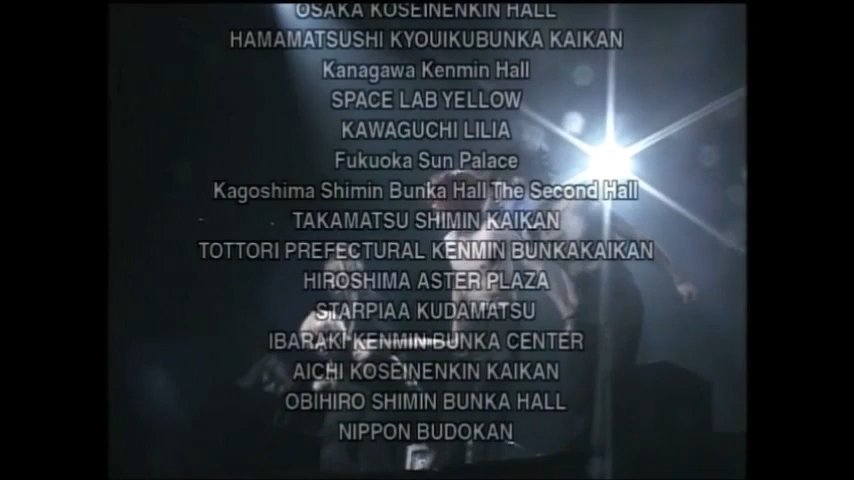 OSAKA KOSEINENKIN HALL
HAMAMATSUSHI KYOUIKUBUNKA KAIKAN
Kanagawa Kenmin Hall
SPACE LAB YELLOW
KAWAGUCHI LILIA
Fukuoka Sun Palace
Kagoshima Shimin Bunka Hall The Second Hall
TAKAMATSU SHIMIN KAIKAN
TOTTORI PREFECTURAL KENMIN BUNKAKAIKAN
HIROSHIMA ASTER PLAZA
STARPIAA KUDAMATSU
IBARAKI KENMIN BUNKA CENTER
AICHI KOSEINENKIN KAIKAN
OBIHIRO SHIMIN BUNKA HALL
NIPPON BUDOKAN